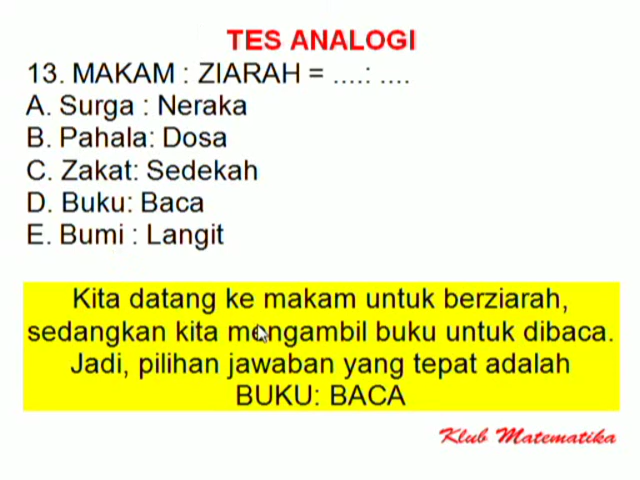 TES ANALOGI
13. MAKAM : ZIARAH = ....: ....
A. Surga : Neraka
B. Pahala: Dosa
C. Zakat: Sedekah
D. Buku: Baca
E. Bumi : Langit
Kita datang ke makam untuk berziarah,
sedangkan kita mengambil buku untuk dibaca.
Jadi, pilihan jawaban yang tepat adalah
BUKU: BACA
Klub Matematika